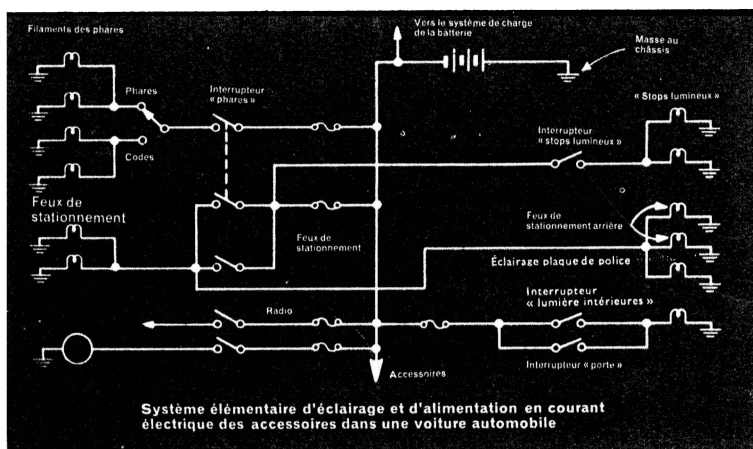 Vers le système de charge
de la batterie
Filaments des phares
Masse au
châssis
Phares
Interrupteur
« phares »
« Stops lumineux »
Interrupteur
« stops lumineux »
Codes
Feux de
stationnement
Feux de
stationnement
Feux de
stationnement arrière
Éclairage plaque de police
Interrupteur
« lumière intérieures »
Radio
Interrupteur « porte »
Accessoires
Système élémentaire d'éclairage et d'alimentation en courant
électrique des accessoires dans une voiture automobile